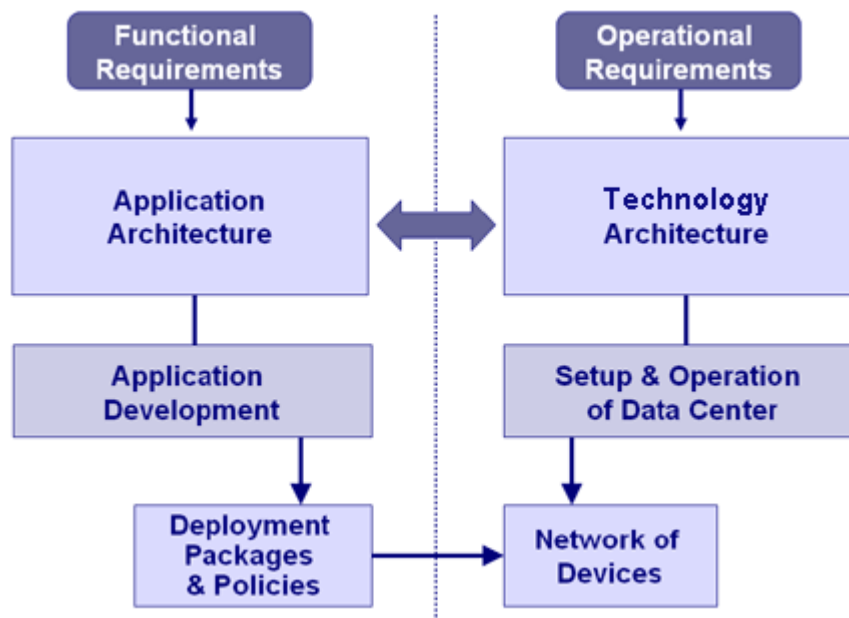 Functional
Requirements
Operational
Requirements
Application
Architecture
Technology
Architecture
Application
Development
Setup & Operation
of Data Center
Deployment
Packages
& Policies
Network of
Devices